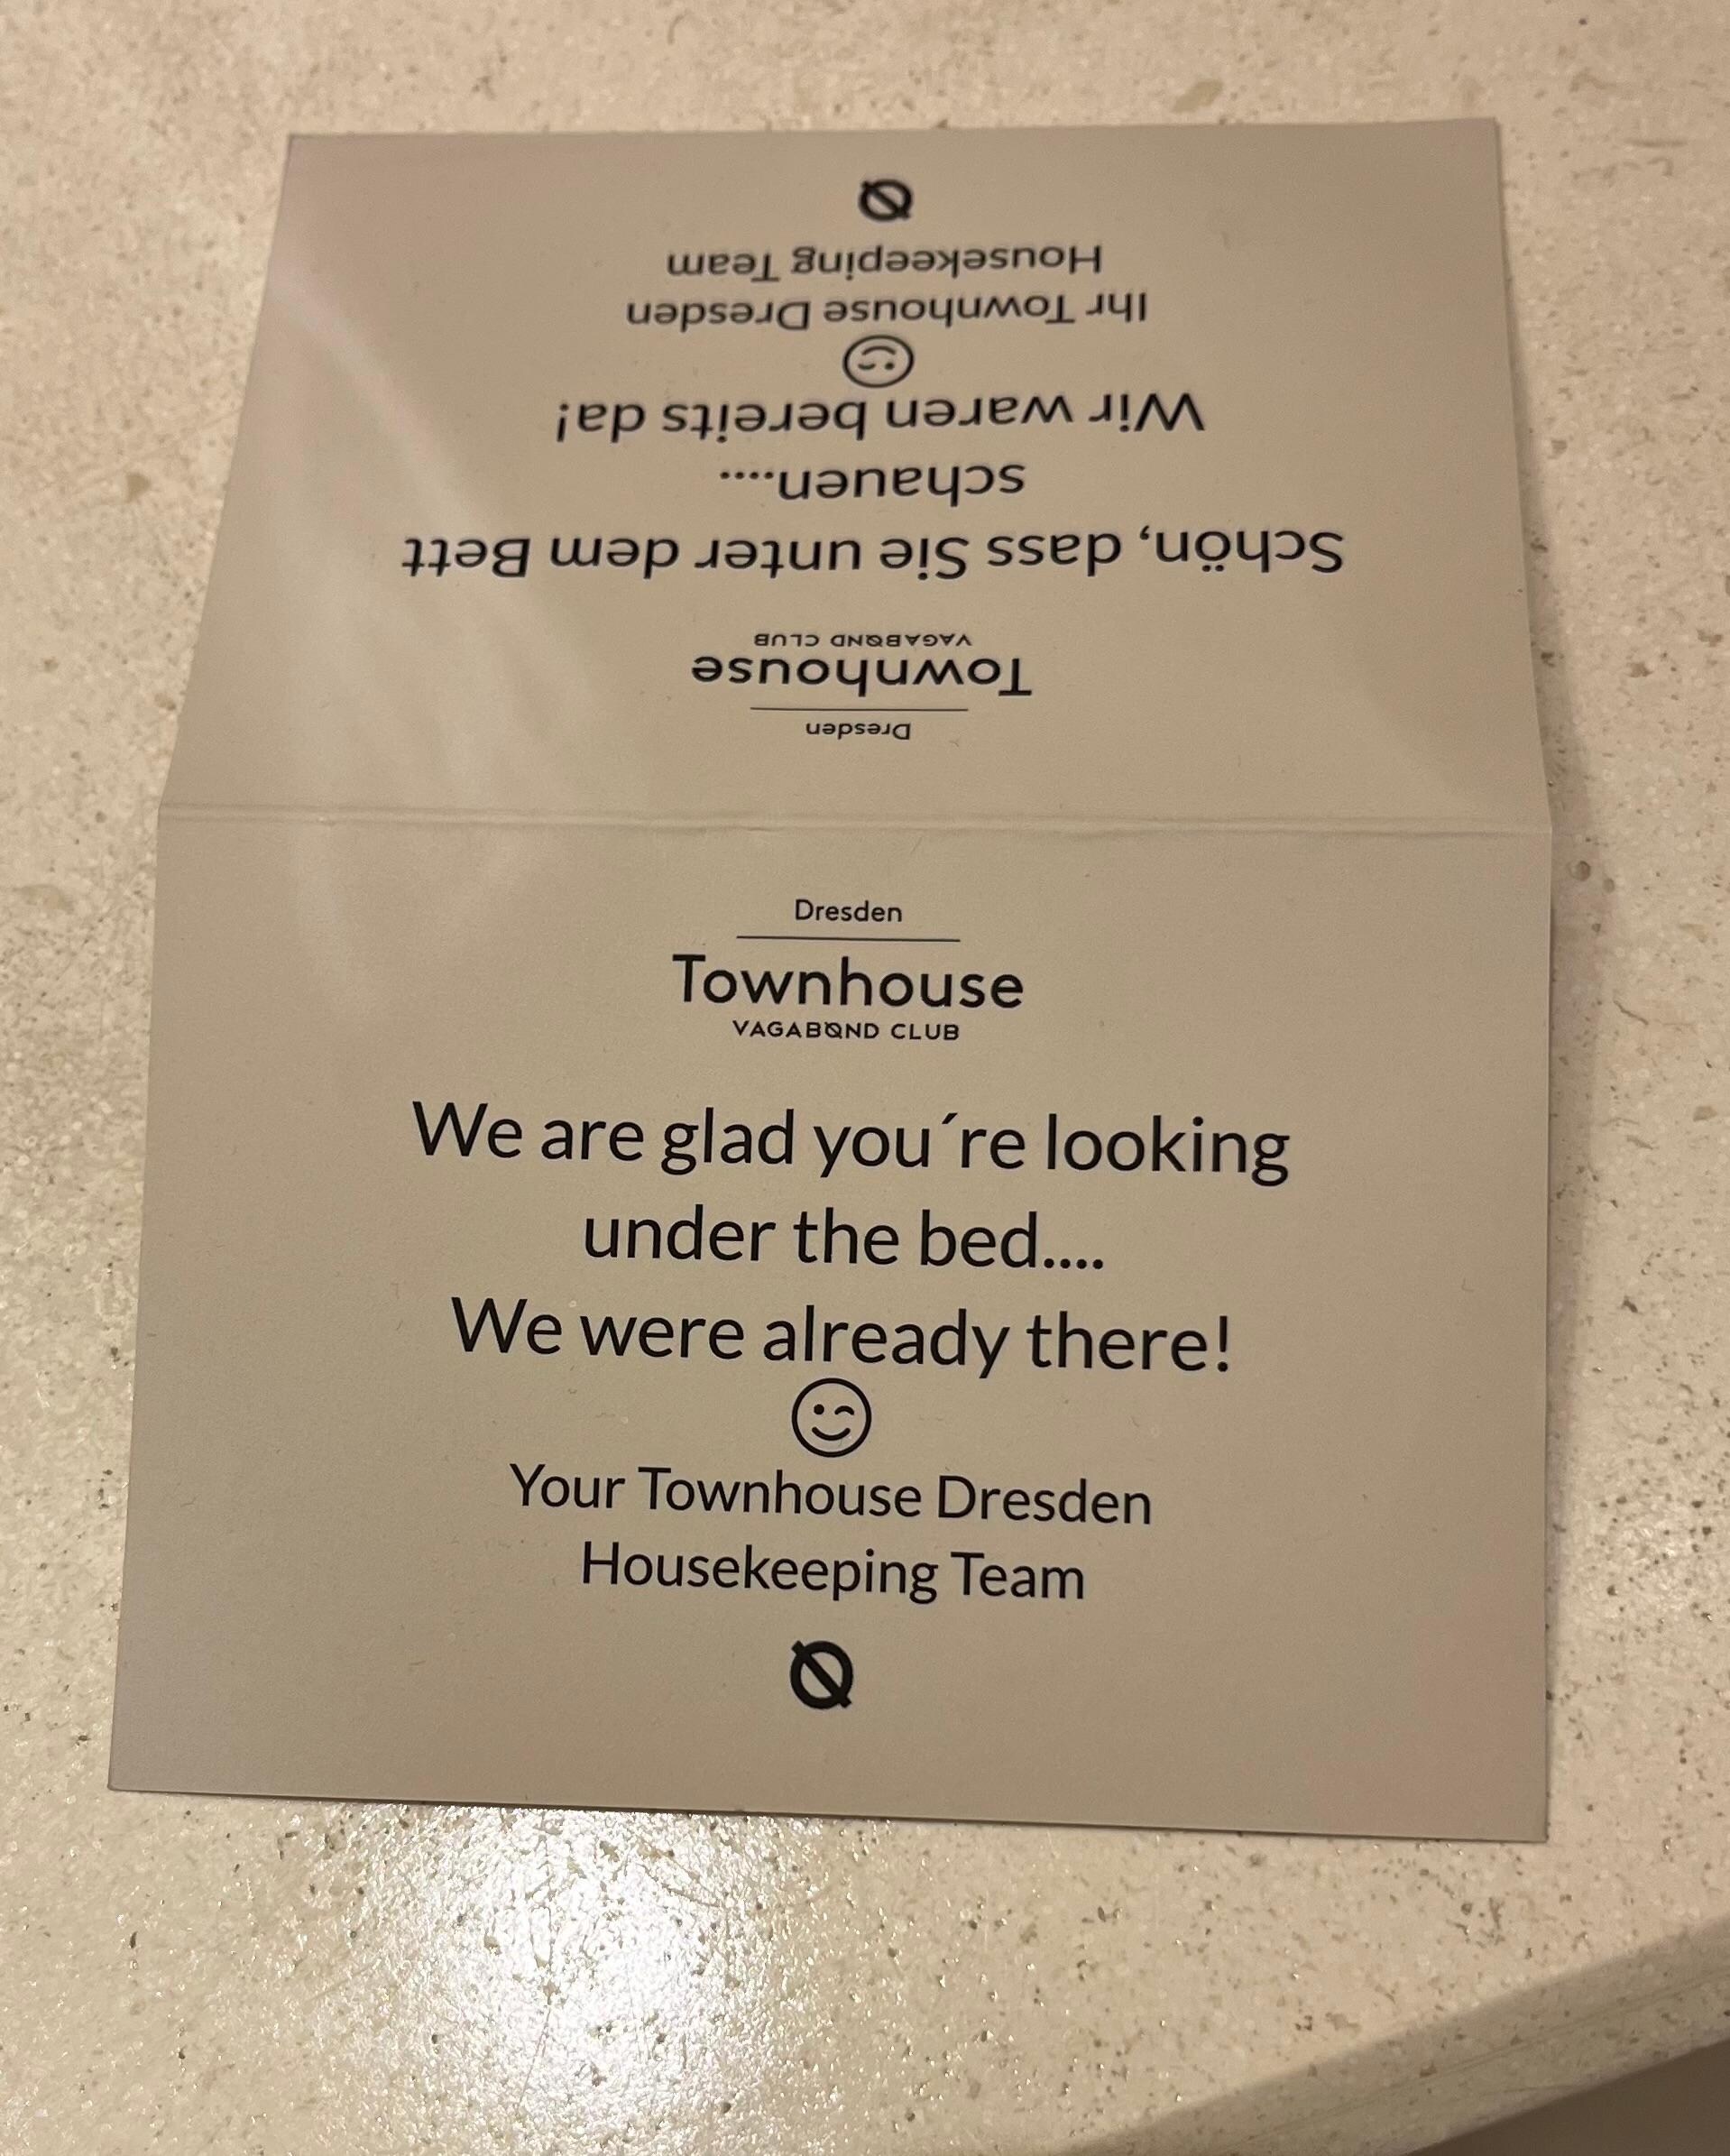 Housekeeping Team
Ihr Townhouse Dresden
Wir waren bereits da!
schauen.....
Schön, dass Sie unter dem Bett
VAGABOND CLUB
Townhouse
Dresden
Dresden
Townhouse
VAGABOND CLUB
We are glad you´re looking
under the bed....
We were already there!
Your Townhouse Dresden
Housekeeping Team